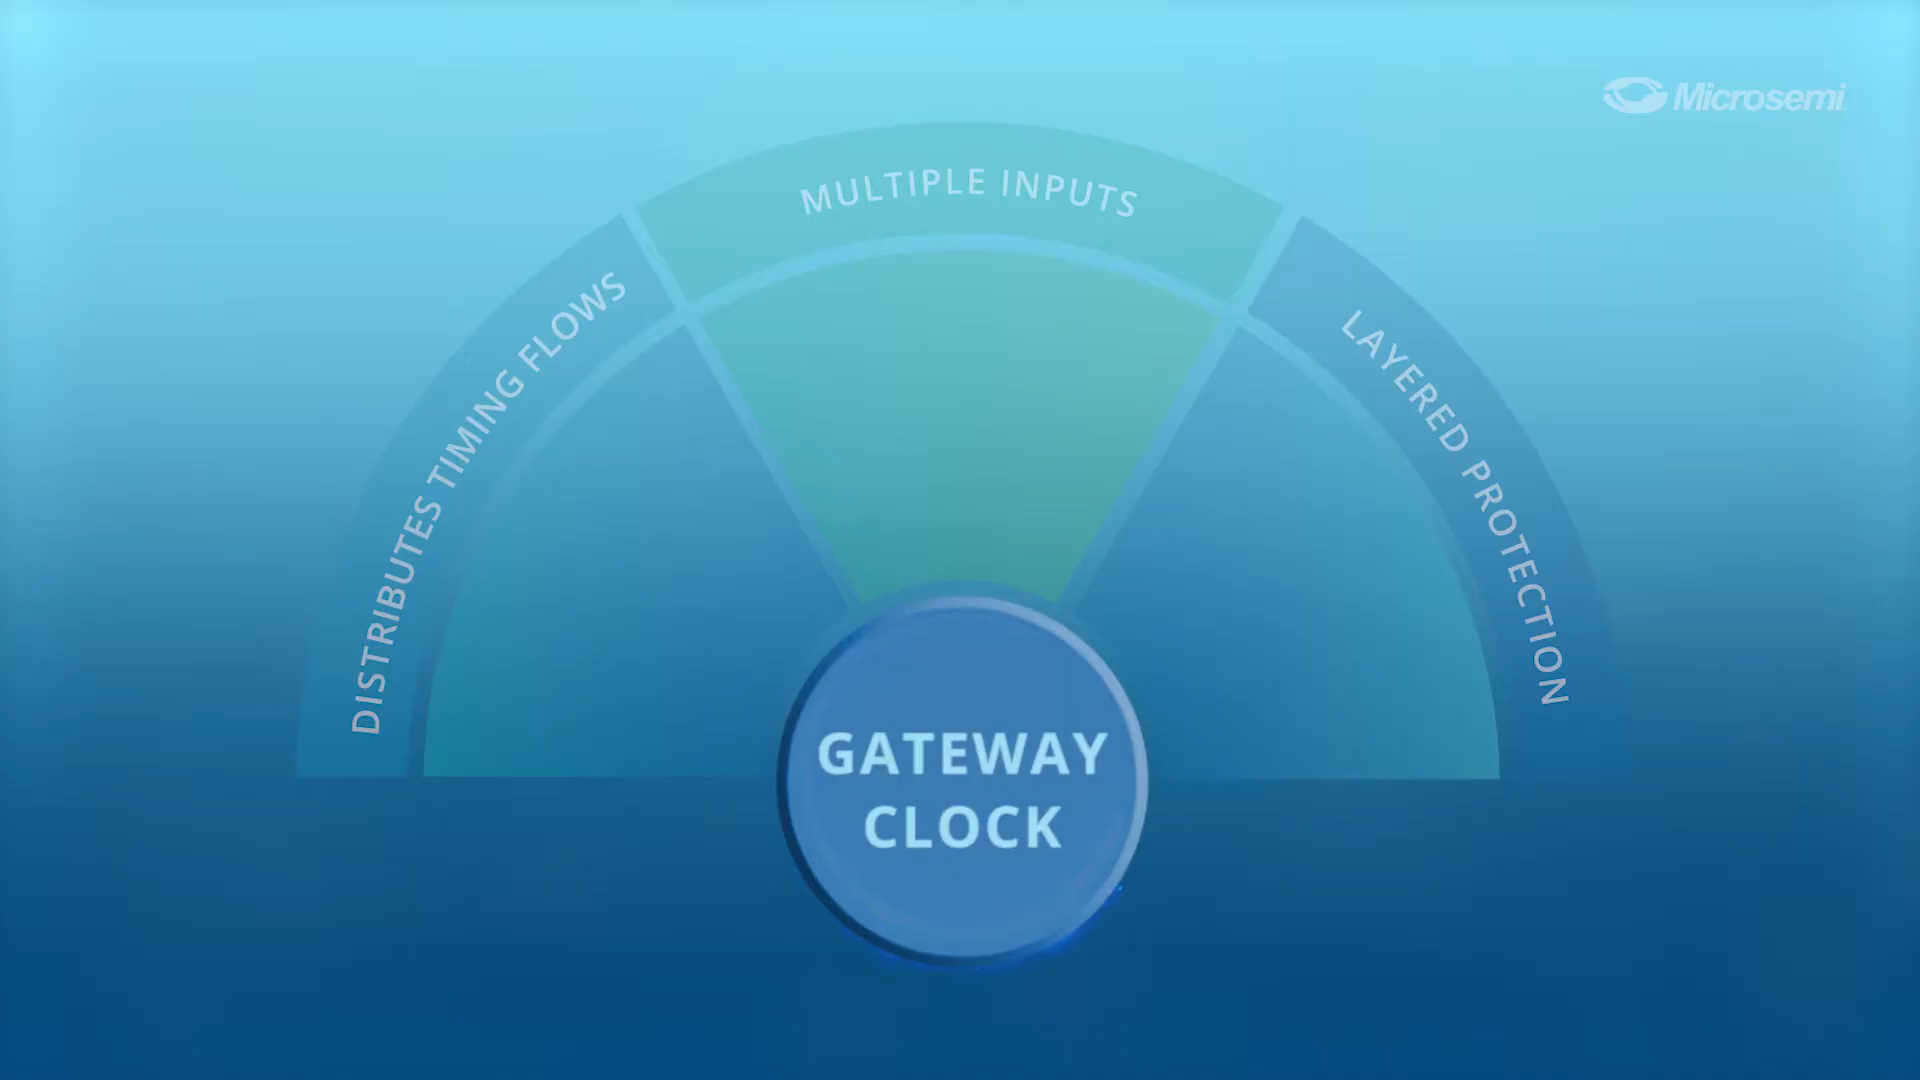 Microsemi
MULTIPLE INPUTS
DISTRIBUTES TIMING FLOWS
LAYERED PROTECTION
GATEWAY
CLOCK